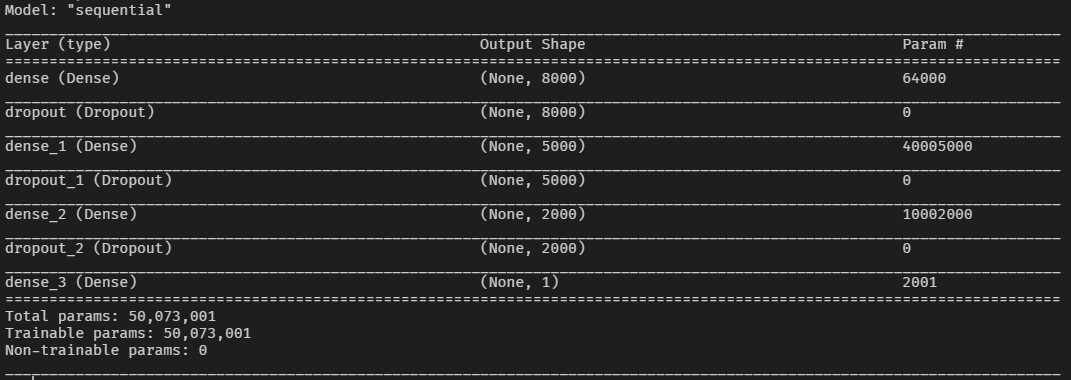 Model: "sequential"
Layer (type) Output Shape Param #
dense (Dense) (None, 8000) 64000
dropout (Dropout) (None, 8000) 0
dense_1 (Dense) (None, 5000) 40005000
dropout_1 (Dropout) (None, 5000) 0
dense_2 (Dense) (None, 2000) 10002000
dropout_2 (Dropout) (None, 2000) 0
dense_3 (Dense) (None, 1) 2001
Total params: 50,073,001
Trainable params: 50,073,001
Non-trainable params: 0